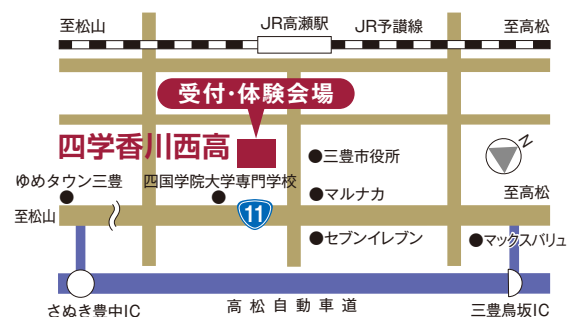 至松山
JR高瀬駅
JR予讃線
至高松
受付・体験会場
四学香川西高
三豊市役所
N
ゆめタウン三豊
四国学院大学専門学校
マルナカ
至高松
至松山
11
セブンイレブン
マックスバリュ
さぬき豊中IC
高松自動車道
三豊鳥坂IC